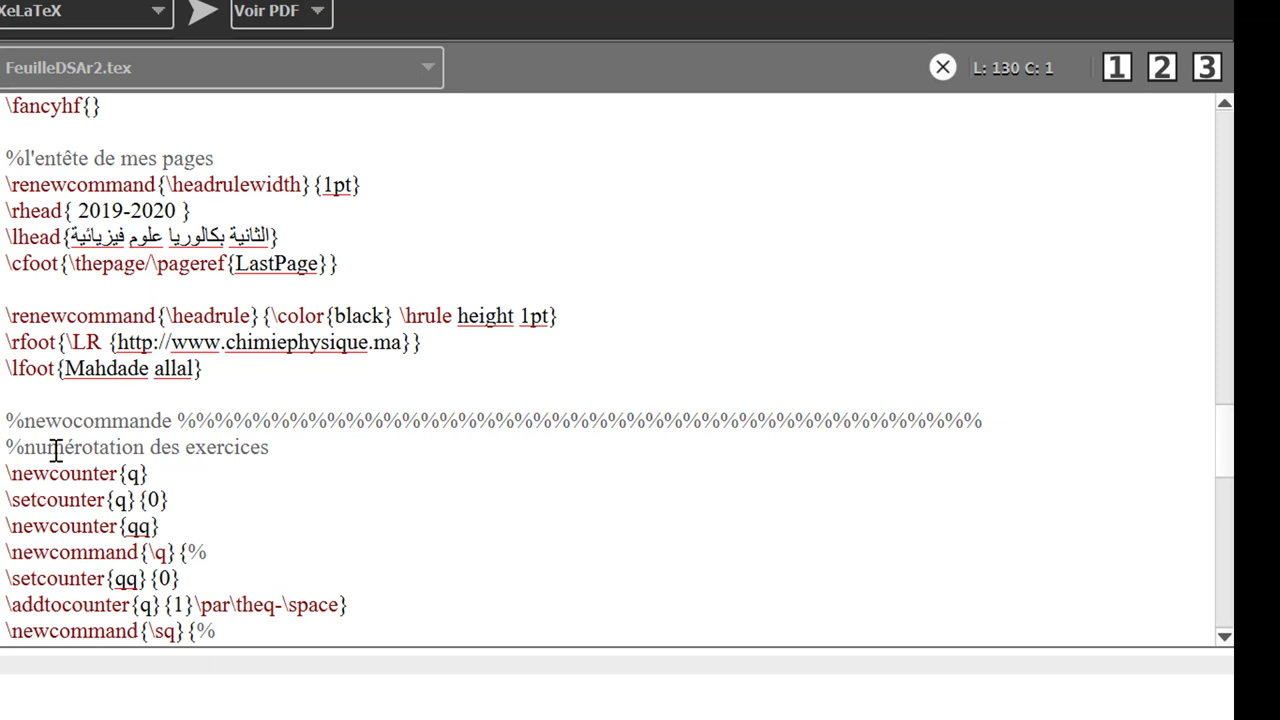 XeLaTeX Voir PDF
FeuilleDSAr2.tex L: 130 C: 1 1 2 3
\fancyhf{}
%l'entête de mes pages
\renewcommand{\headrulewidth}{1pt}
\rhead{ 2019-2020 }
\lhead{الثانية بكالوريا علوم فيزيائية}
\cfoot{\thepage/\pageref{LastPage}}
\renewcommand{\headrule}{\color{black} \hrule height 1pt}
\rfoot{\LR {http://www.chimiephysique.ma}}
\lfoot{Mahdade allal}
%newocommande %%%%%%%%%%%%%%%%%%%%%%%%%%%%%%%%%%%%%%%%%%%
%numérotation des exercices
\newcounter{q}
\setcounter{q}{0}
\newcounter{qq}
\newcommand{\q}{%
\setcounter{qq}{0}
\addtocounter{q}{1}\par\theq-\space}
\newcommand{\sq}{%